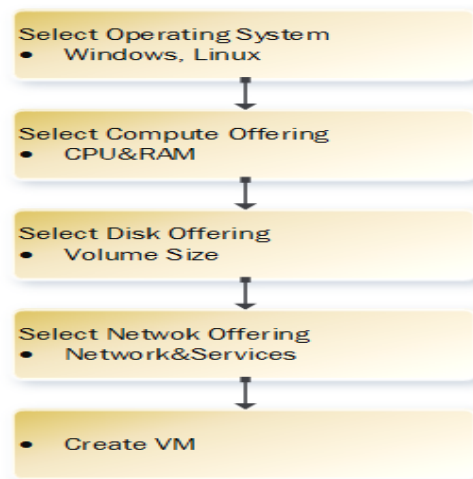 Select Operating System
• Windows, Linux
Select Compute Offering
• CPU&RAM
Select Disk Offering
• Volume Size
Select Netwok Offering
• Network&Services
• Create VM